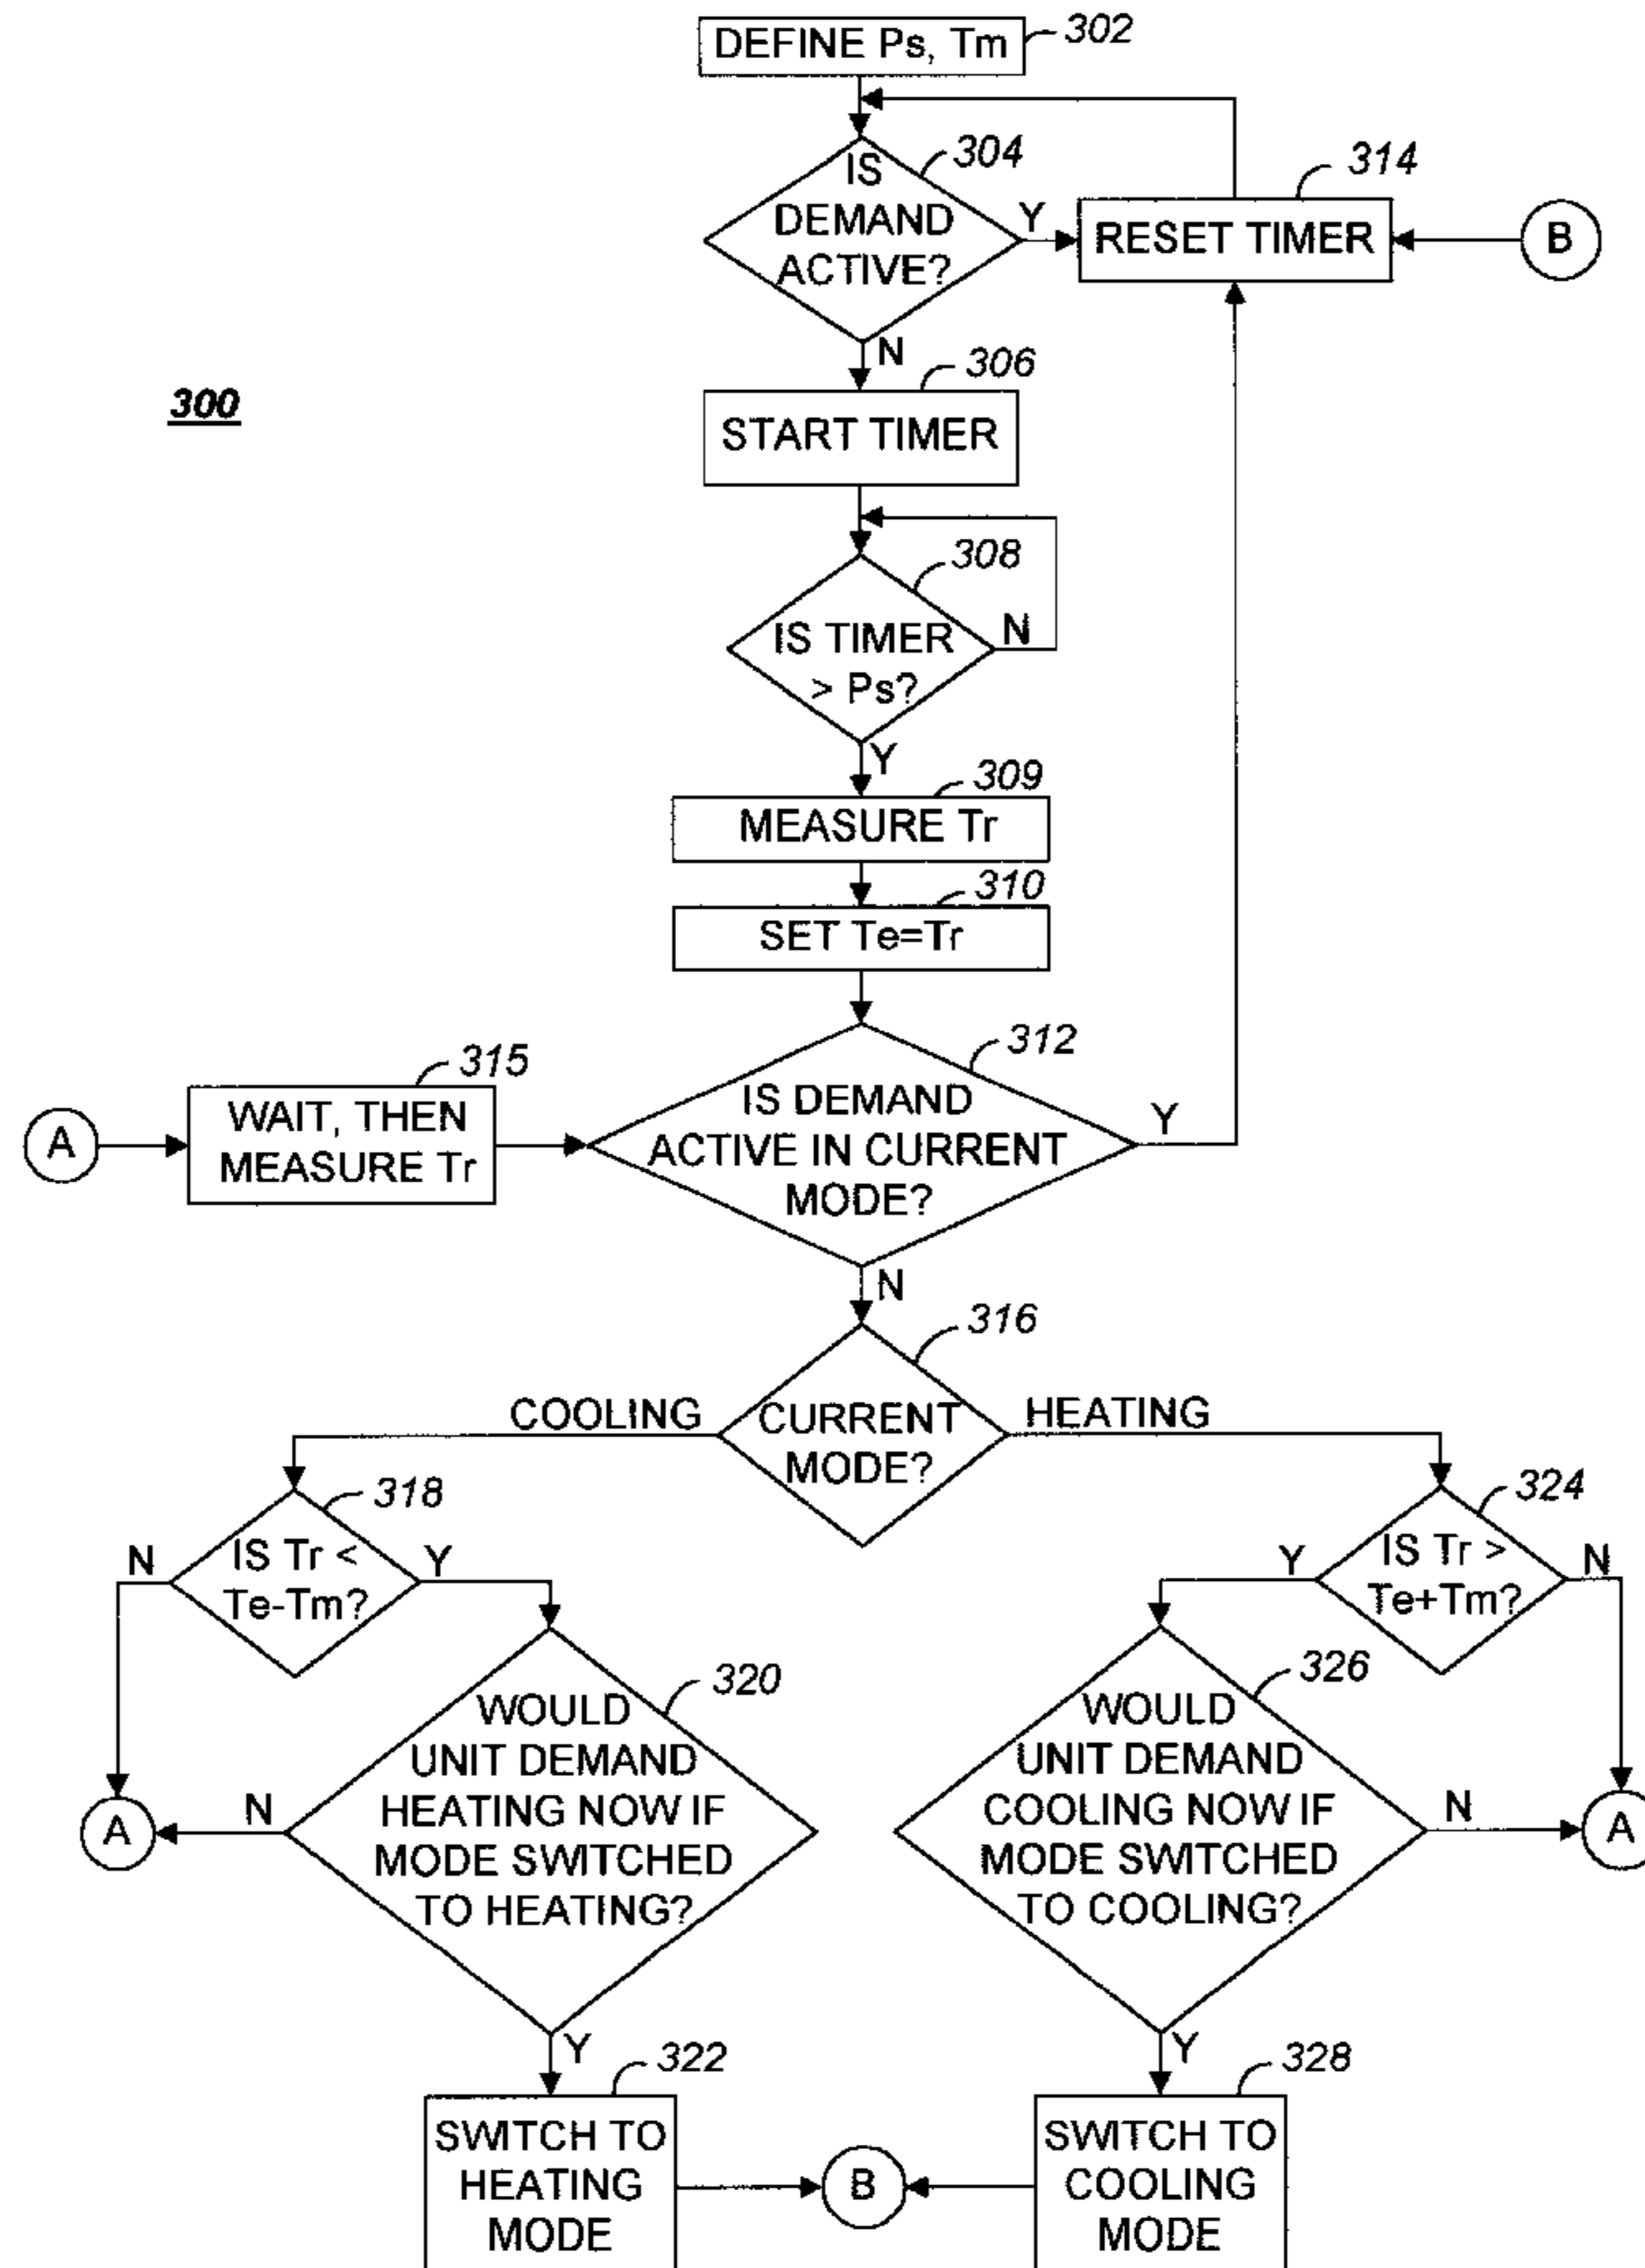 DEFINE Ps, Tm
302
IS
DEMAND
ACTIVE?
304
Y
RESET TIMER
314
B
N
300
START TIMER
306
IS TIMER
> Ps?
308
N
Y
MEASURE Tr
309
SET Te=Tr
310
A
WAIT, THEN
MEASURE Tr
315
IS DEMAND
ACTIVE IN CURRENT
MODE?
312
Y
N
CURRENT
MODE?
316
COOLING
HEATING
IS Tr <
Te-Tm?
318
N
Y
IS Tr >
Te+Tm?
324
Y
N
WOULD
UNIT DEMAND
HEATING NOW IF
MODE SWITCHED
TO HEATING?
320
N
A
Y
WOULD
UNIT DEMAND
COOLING NOW IF
MODE SWITCHED
TO COOLING?
326
N
A
Y
SWITCH TO
HEATING
MODE
322
B
SWITCH TO
COOLING
MODE
328